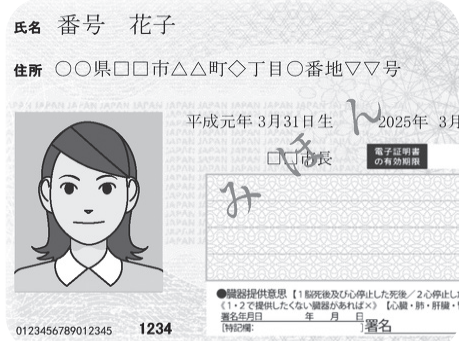 氏名 番号 花子
住所 ○○県□□市△△町◇丁目○番地▽▽号
平成元年 3月31日生 2025年 3月
□□市長 電子証明書の有効期限
みほん
●臓器提供意思【1脳死後及び心停止した死後／2心停止し
《1・2で提供したくない臓器があれば×》【心臓・肺・肝臓・
署名年月日 年 月 日
[特記欄: ]署名
0123456789012345 1234